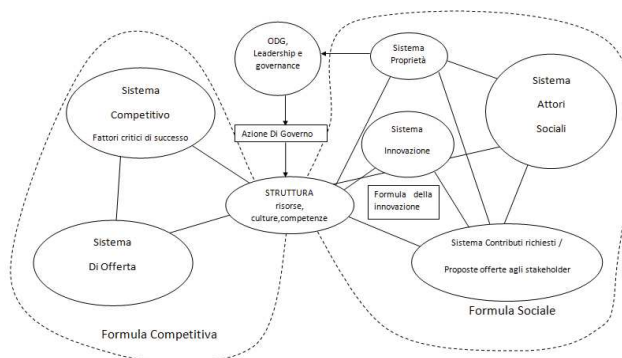 ODG,
Leadership e
governance
Sistema
Proprietà
Sistema
Competitivo
Fattori critici di successo
Sistema
Attori
Sociali
Azione Di Governo
Sistema
Innovazione
STRUTTURA
risorse,
culture,competenze
Formula della
innovazione
Sistema
Di Offerta
Sistema Contributi richiesti /
Proposte offerte agli stakeholder
Formula Competitiva
Formula Sociale